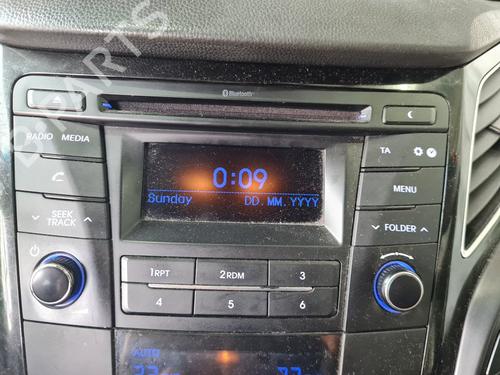 Bluetooth
RADIO MEDIA
TA
0:09
Sunday DD.MM.YYYY
MENU
SEEK
TRACK
FOLDER
1RPT 2RDM 3
4 5 6
AUTO